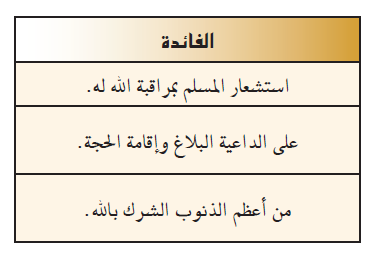 الفائدة
استشعار المسلم بمراقبة الله له.
على الداعية البلاغ وإقامة الحجة.
من أعظم الذنوب الشرك بالله.